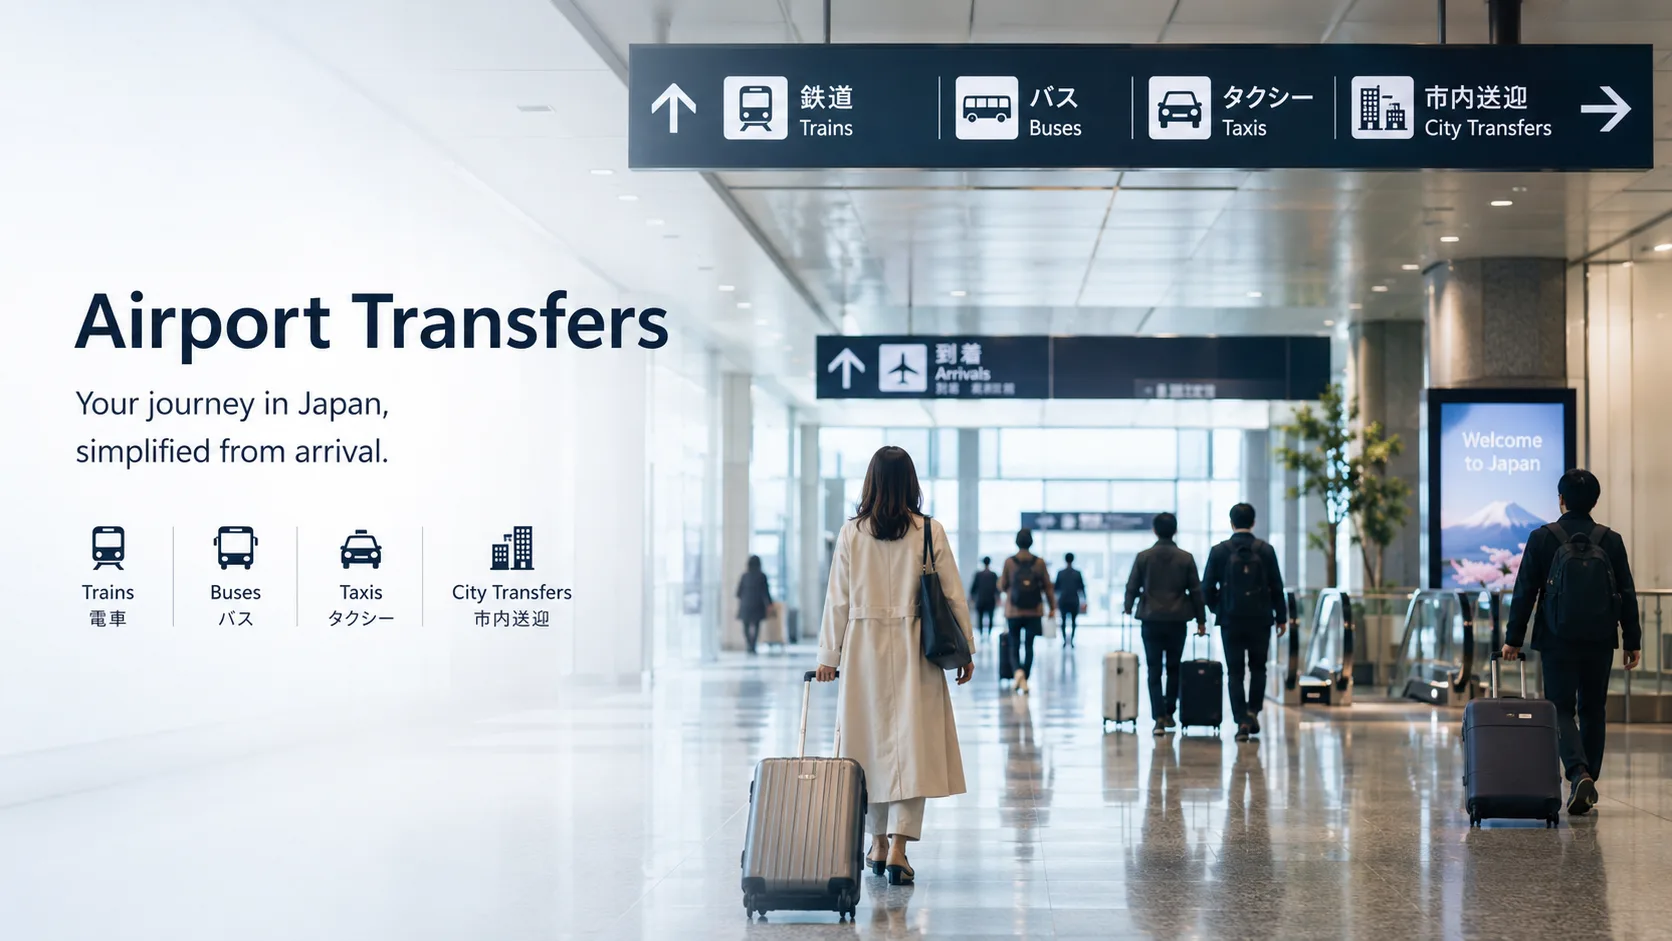 鉄道
Trains
バス
Buses
タクシー
Taxis
市内送迎
City Transfers
到着
Arrivals
Welcome
to Japan
Airport Transfers
Your journey in Japan,
simplified from arrival.
Trains
電車
Buses
バス
Taxis
タクシー
City Transfers
市内送迎